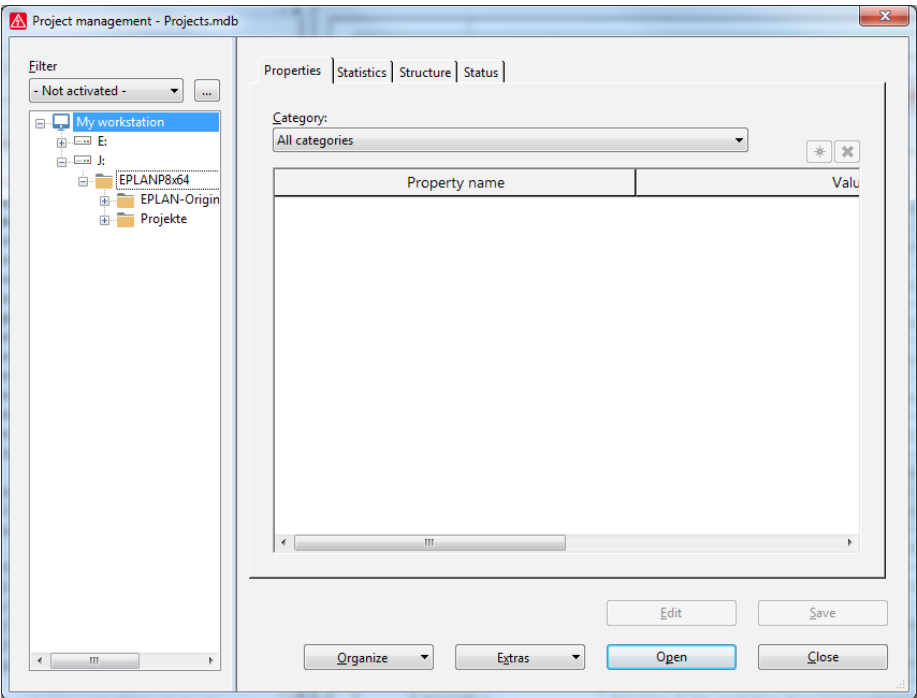 Project management - Projects.mdb
Filter
- Not activated -
...
My workstation
E:
J:
EPLANP8x64
EPLAN-Origin
Projekte
Properties
Statistics
Structure
Status
Category:
All categories
Property name
Valu
Edit
Save
Organize
Extras
Open
Close